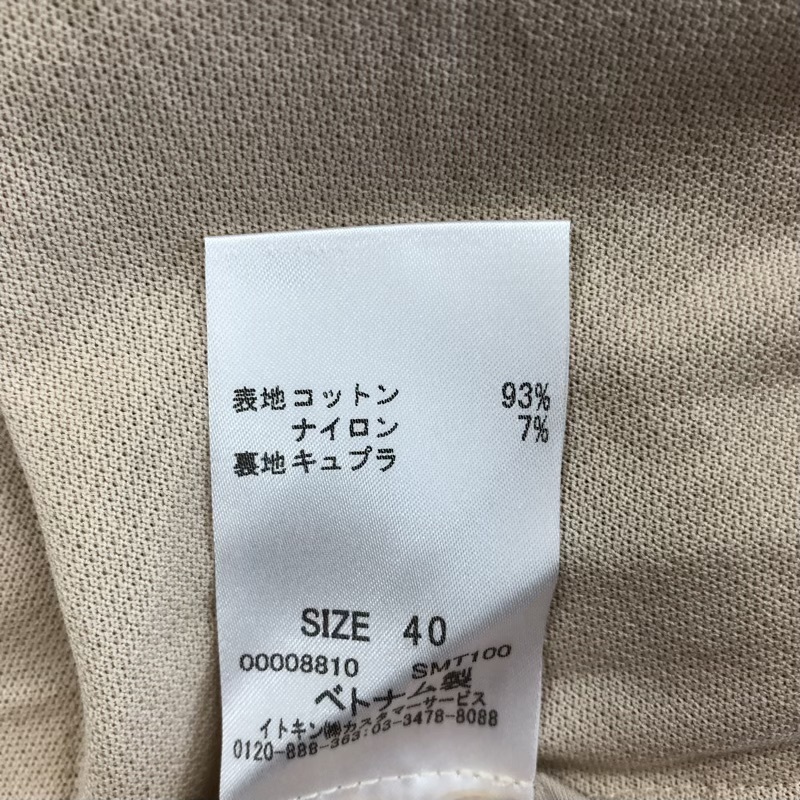 表地コットン 93%
ナイロン 7%
裏地キュプラ
SIZE 40
00008810 SMT100
ベトナム製
イトキン㈱カスタマーサービス
0120-888-363:03-3478-8088